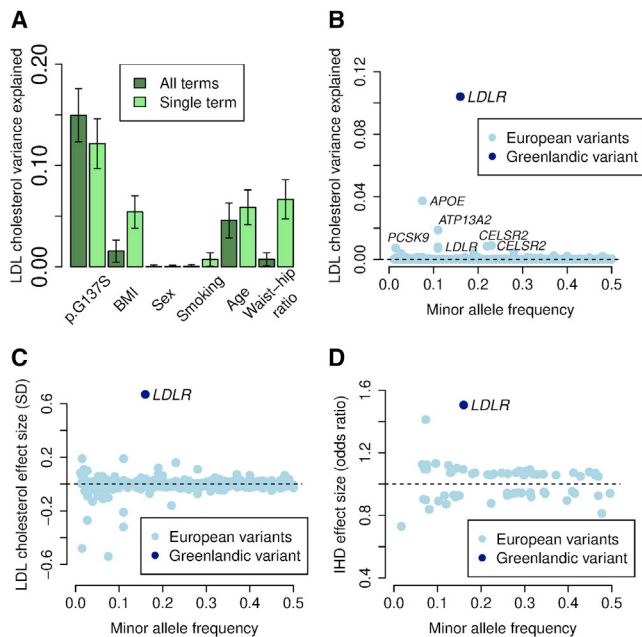 A
LDL cholesterol variance explained
0.00
0.10
0.20
All terms
Single term
p.G137S
BMI
Sex
Smoking
Age
Waist−hip
ratio
B
LDL cholesterol variance explained
0.00
0.04
0.08
0.12
LDLR
European variants
Greenlandic variant
APOE
ATP13A2
PCSK9
LDLR
CELSR2
CELSR2
0.0
0.1
0.2
0.3
0.4
0.5
Minor allele frequency
C
LDL cholesterol effect size (SD)
−0.6
−0.2
0.2
0.6
LDLR
European variants
Greenlandic variant
0.0
0.1
0.2
0.3
0.4
0.5
Minor allele frequency
D
IHD effect size (odds ratio)
0.4
0.8
1.2
1.6
LDLR
European variants
Greenlandic variant
0.0
0.1
0.2
0.3
0.4
0.5
Minor allele frequency